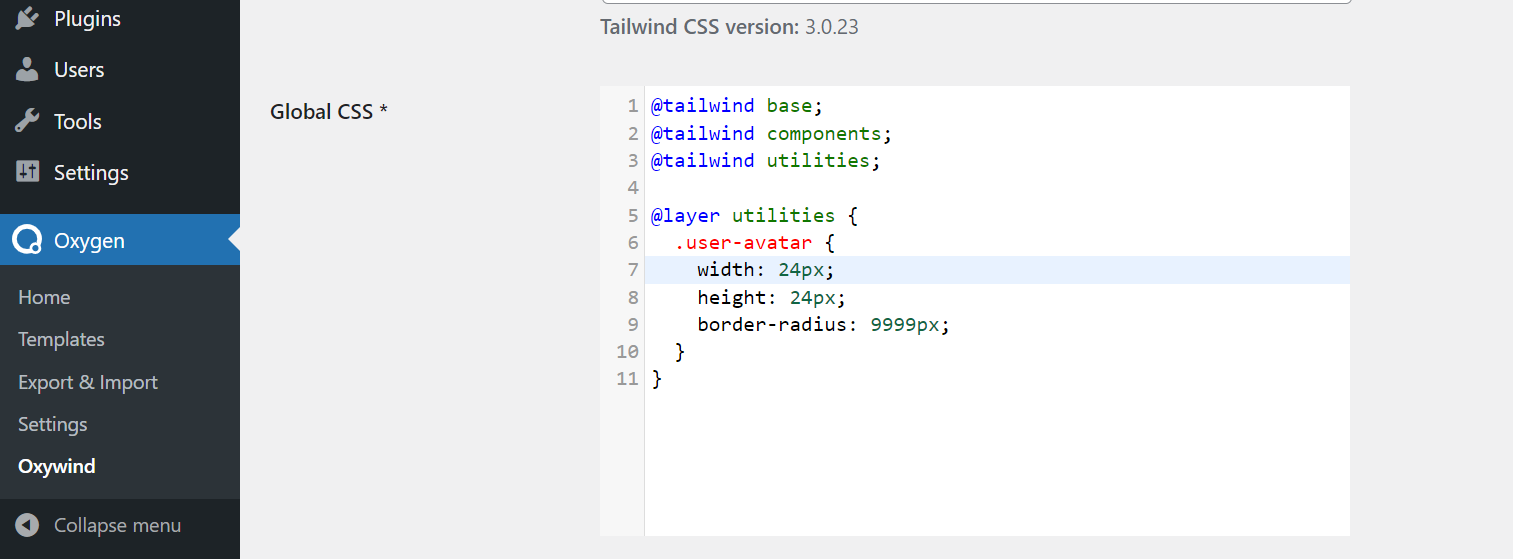 Plugins
Users
Tools
Settings
Oxygen
Home
Templates
Export & Import
Settings
Oxywind
Collapse menu
Tailwind CSS version: 3.0.23
Global CSS *
1 @tailwind base;
2 @tailwind components;
3 @tailwind utilities;
4
5 @layer utilities {
6   .user-avatar {
7     width: 24px;
8     height: 24px;
9     border-radius: 9999px;
10   }
11 }